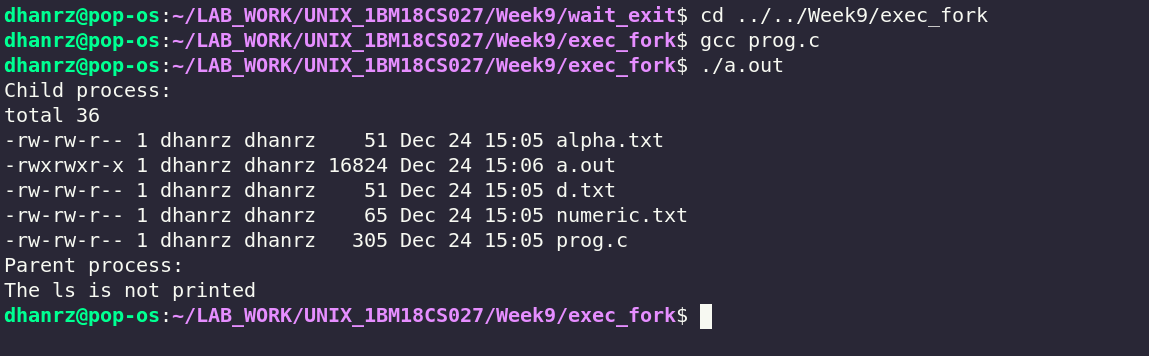 dhanrz@pop-os:~/LAB_WORK/UNIX_1BM18CS027/Week9/wait_exit$ cd ../../Week9/exec_fork
dhanrz@pop-os:~/LAB_WORK/UNIX_1BM18CS027/Week9/exec_fork$ gcc prog.c
dhanrz@pop-os:~/LAB_WORK/UNIX_1BM18CS027/Week9/exec_fork$ ./a.out
Child process:
total 36
-rw-rw-r-- 1 dhanrz dhanrz    51 Dec 24 15:05 alpha.txt
-rwxrwxr-x 1 dhanrz dhanrz 16824 Dec 24 15:06 a.out
-rw-rw-r-- 1 dhanrz dhanrz    51 Dec 24 15:05 d.txt
-rw-rw-r-- 1 dhanrz dhanrz    65 Dec 24 15:05 numeric.txt
-rw-rw-r-- 1 dhanrz dhanrz   305 Dec 24 15:05 prog.c
Parent process:
The ls is not printed
dhanrz@pop-os:~/LAB_WORK/UNIX_1BM18CS027/Week9/exec_fork$